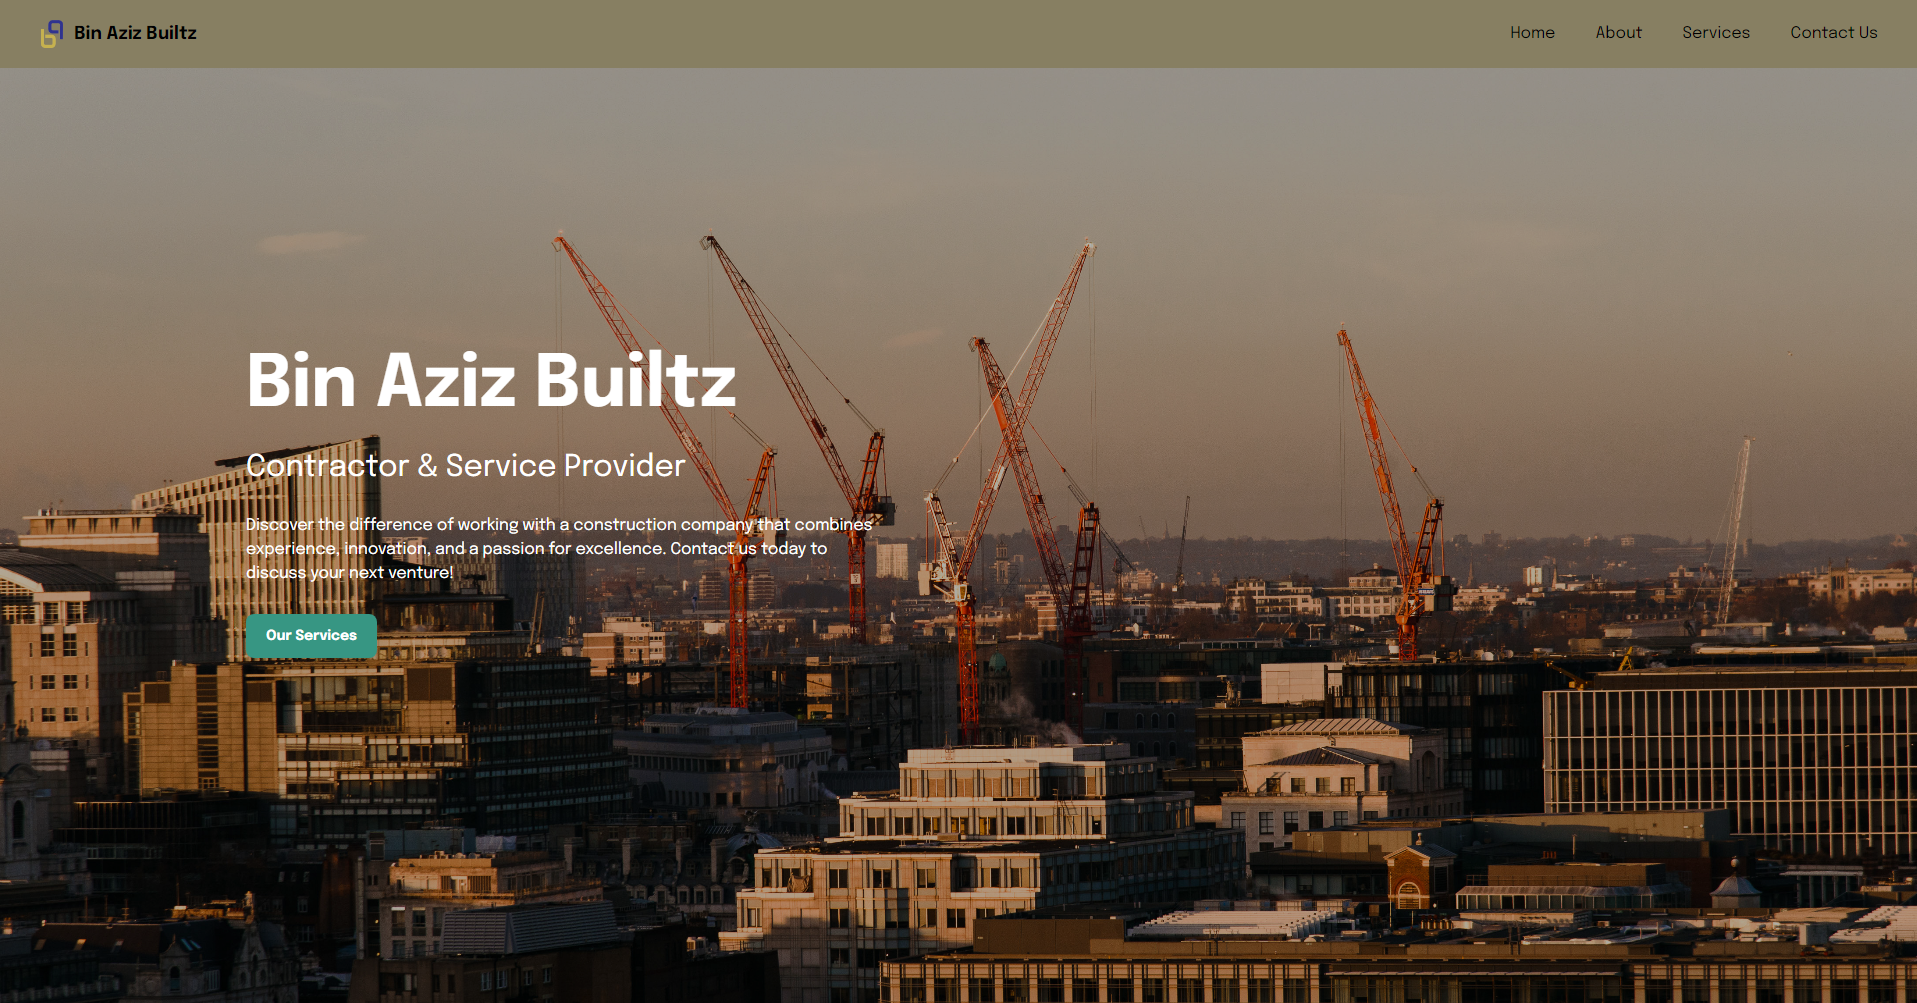 Bin Aziz Builtz
Home About Services Contact Us
Bin Aziz Builtz
Contractor & Service Provider
Discover the difference of working with a construction company that combines
experience, innovation, and a passion for excellence. Contact us today to
discuss your next venture!
Our Services